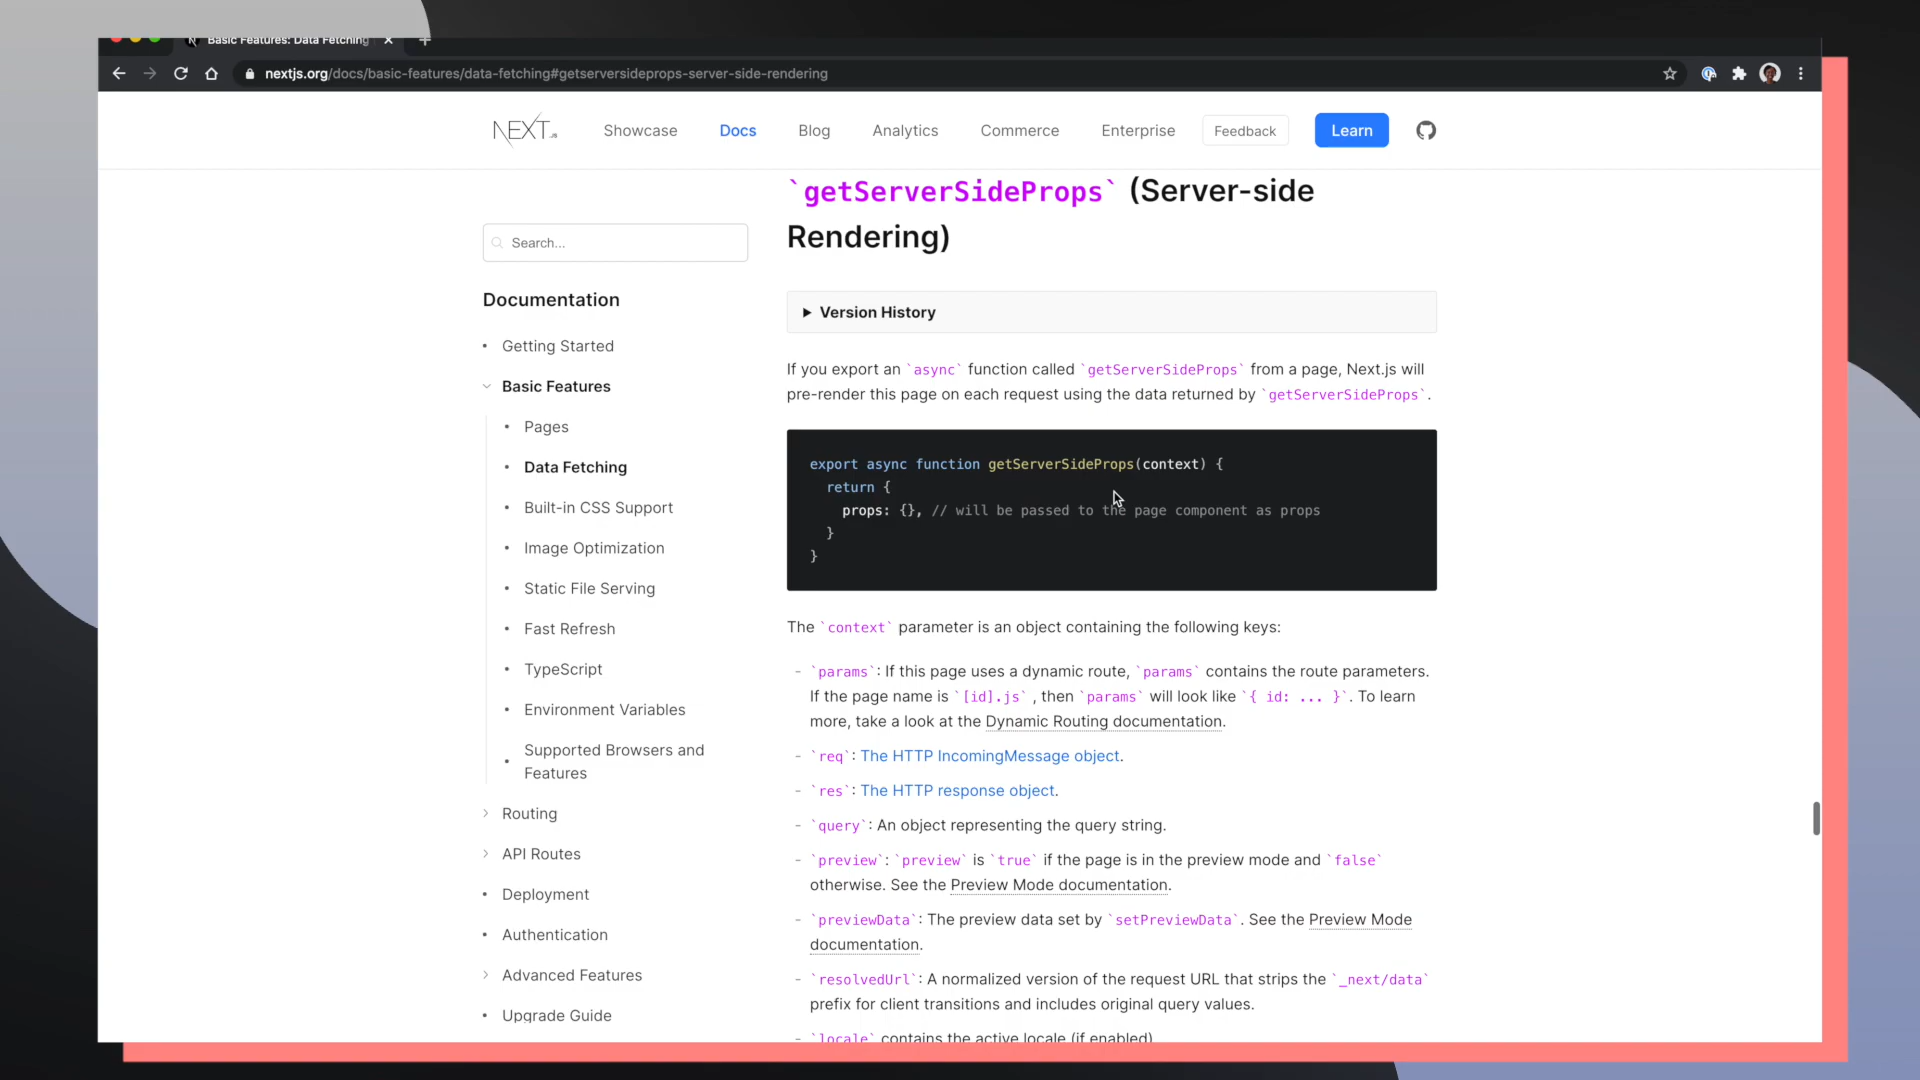 Basic Features: Data Fetching
nextjs.org/docs/basic-features/data-fetching#getserversideprops-server-side-rendering
NEXT.JS
Showcase
Docs
Blog
Analytics
Commerce
Enterprise
Feedback
Learn
Search...
Documentation
Getting Started
Basic Features
Pages
Data Fetching
Built-in CSS Support
Image Optimization
Static File Serving
Fast Refresh
TypeScript
Environment Variables
Supported Browsers and
Features
Routing
API Routes
Deployment
Authentication
Advanced Features
Upgrade Guide
`getServerSideProps` (Server-side
Rendering)
▶ Version History
If you export an `async` function called `getServerSideProps` from a page, Next.js will
pre-render this page on each request using the data returned by `getServerSideProps`.
export async function getServerSideProps(context) {
return {
props: {}, // will be passed to the page component as props
}
}
The `context` parameter is an object containing the following keys:
- `params`: If this page uses a dynamic route, `params` contains the route parameters.
If the page name is `[id].js` , then `params` will look like `{ id: ... }`. To learn
more, take a look at the Dynamic Routing documentation.
- `req`: The HTTP IncomingMessage object.
- `res`: The HTTP response object.
- `query`: An object representing the query string.
- `preview`: `preview` is `true` if the page is in the preview mode and `false`
otherwise. See the Preview Mode documentation.
- `previewData`: The preview data set by `setPreviewData`. See the Preview Mode
documentation.
- `resolvedUrl`: A normalized version of the request URL that strips the `_next/data`
prefix for client transitions and includes original query values.
- `locale` contains the active locale (if enabled)